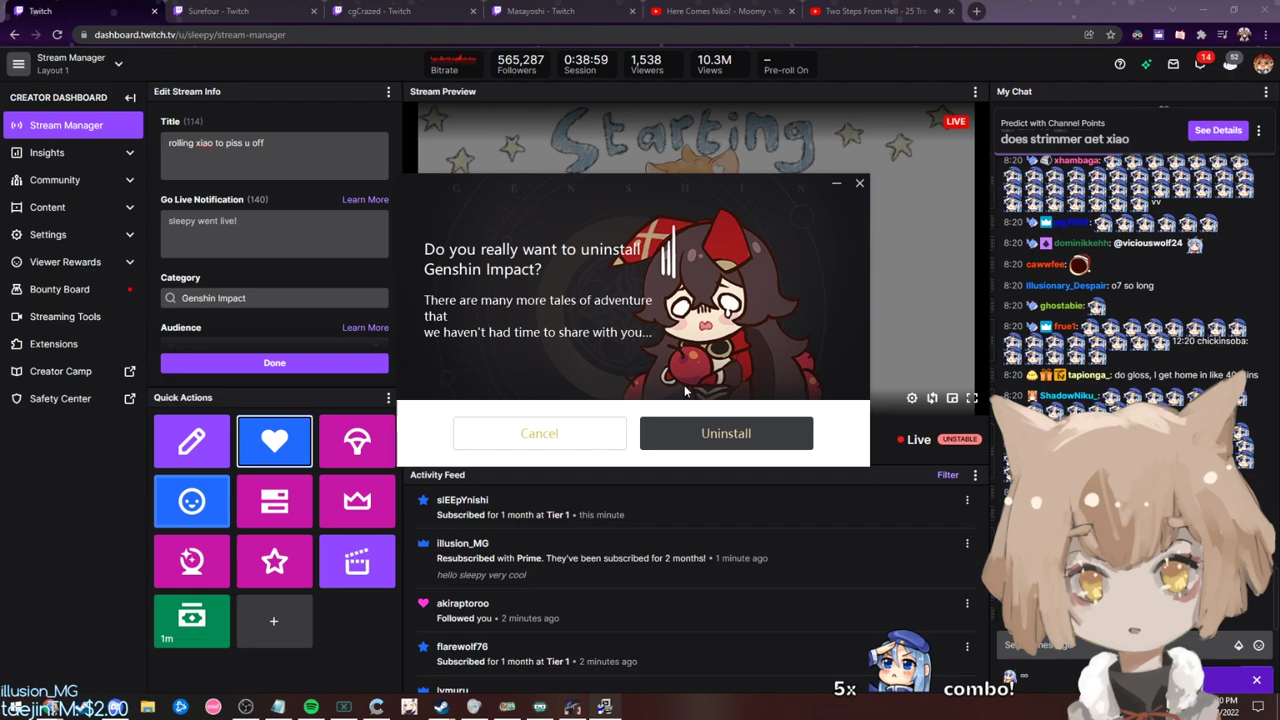 Twitch
Surefour - Twitch
cgCrazed - Twitch
Masayoshi - Twitch
Here Comes Niko! - Moomy - Yo
Two Steps From Hell - 25 Tra
dashboard.twitch.tv/u/sleepy/stream-manager
Stream Manager
Layout 1
Bitrate
565,287
Followers
0:38:59
Session
1,538
Viewers
10.3M
Views
–
Pre-roll On
14
52
CREATOR DASHBOARD
Stream Manager
Insights
Community
Content
Settings
Viewer Rewards
Bounty Board
Streaming Tools
Extensions
Creator Camp
Safety Center
Edit Stream Info
Title (114)
rolling xiao to piss u off
Go Live Notification (140)
Learn More
sleepy went live!
Category
Genshin Impact
Audience
Learn More
Done
Quick Actions
1m
+
Stream Preview
Starting
LIVE
G E N S H I N
Do you really want to uninstall
Genshin Impact?
There are many more tales of adventure
that
we haven't had time to share with you...
Cancel
Uninstall
Live
UNSTABLE
Activity Feed
Filter
slEEpYnishi
Subscribed for 1 month at Tier 1 • this minute
illusion_MG
Resubscribed with Prime. They've been subscribed for 2 months! • 1 minute ago
hello sleepy very cool
akiraptoroo
Followed you • 2 minutes ago
flarewolf76
Subscribed for 1 month at Tier 1 • 2 minutes ago
lymuru
My Chat
Predict with Channel Points
does strimmer get xiao
See Details
8:20 xhambaga:
vv
8:20
8:20 dominikkehh: @viciouswolf24
8:20 cawwfee:
8:20 Illusionary_Despair: o7 so long
8:20 ghostabie:
8:20 frue1:
12:20 chickinsoba:
8:20 tapionga_: do gloss, I get home in like 40 mins
8:20 ShadowNiku_:
5x combo!
illusion_MG
M: $2.00